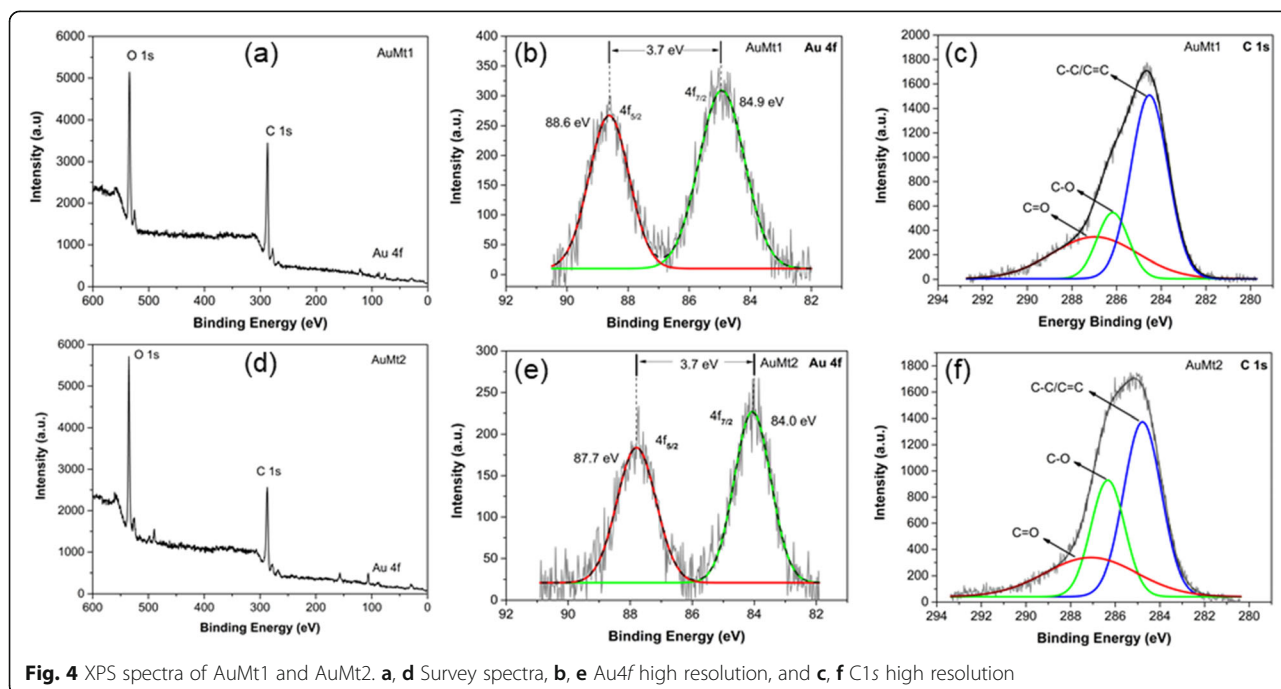 (a)
AuMt1
O 1s
C 1s
Au 4f
Intensity (a.u)
6000
5000
4000
3000
2000
1000
0
600 500 400 300 200 100 0
Binding Energy (eV)
(b)
AuMt1 Au 4f
3.7 eV
4f7/2
84.9 eV
4f5/2
88.6 eV
Intensity (a.u.)
400
350
300
250
200
150
100
50
0
92 90 88 86 84 82
Binding Energy (eV)
(c)
AuMt1 C 1s
C-C/C=C
C-O
C=O
Intensity (a.u.)
2000
1800
1600
1400
1200
1000
800
600
400
200
0
294 292 290 288 286 284 282 280
Energy Binding (eV)
(d)
AuMt2
O 1s
C 1s
Au 4f
Intensity (a.u.)
6000
5000
4000
3000
2000
1000
0
600 500 400 300 200 100 0
Binding Energy (eV)
(e)
AuMt2 Au 4f
3.7 eV
4f7/2
84.0 eV
4f5/2
87.7 eV
Intensity (a.u.)
300
250
200
150
100
50
0
92 90 88 86 84 82
Binding Energy (eV)
(f)
AuMt2 C 1s
C-C/C=C
C-O
C=O
Intensity (a.u.)
1800
1600
1400
1200
1000
800
600
400
200
0
294 292 290 288 286 284 282 280
Binding Energy (eV)
Fig. 4 XPS spectra of AuMt1 and AuMt2. a, d Survey spectra, b, e Au4f high resolution, and c, f C1s high resolution